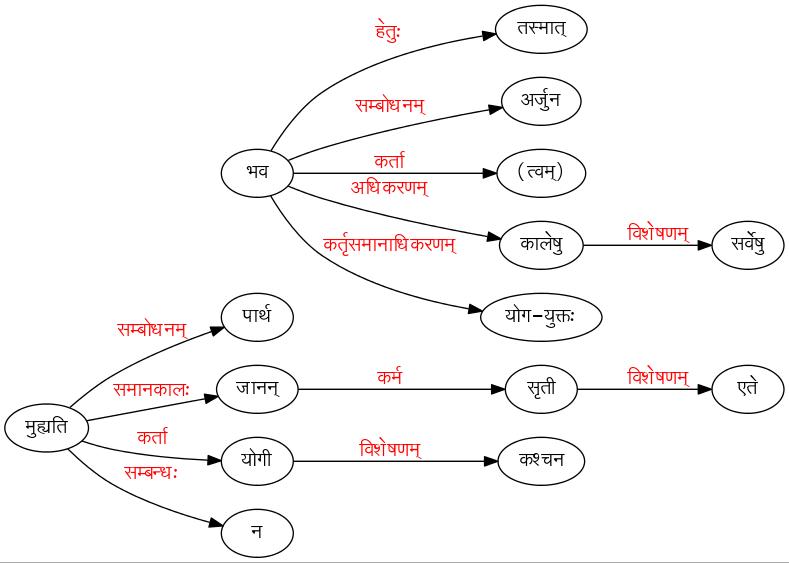 हेतुः
तस्मात्
सम्बोधनम्
अर्जुन
भव
कर्ता
(त्वम्)
अधिकरणम्
कालेषु
विशेषणम्
सर्वेषु
कर्तृसमानाधिकरणम्
योग-युक्तः
सम्बोधनम्
पार्थ
समानकालः
जानन्
कर्म
सृती
विशेषणम्
एते
मुह्यति
कर्ता
योगी
विशेषणम्
कश्चन
सम्बन्धः
न